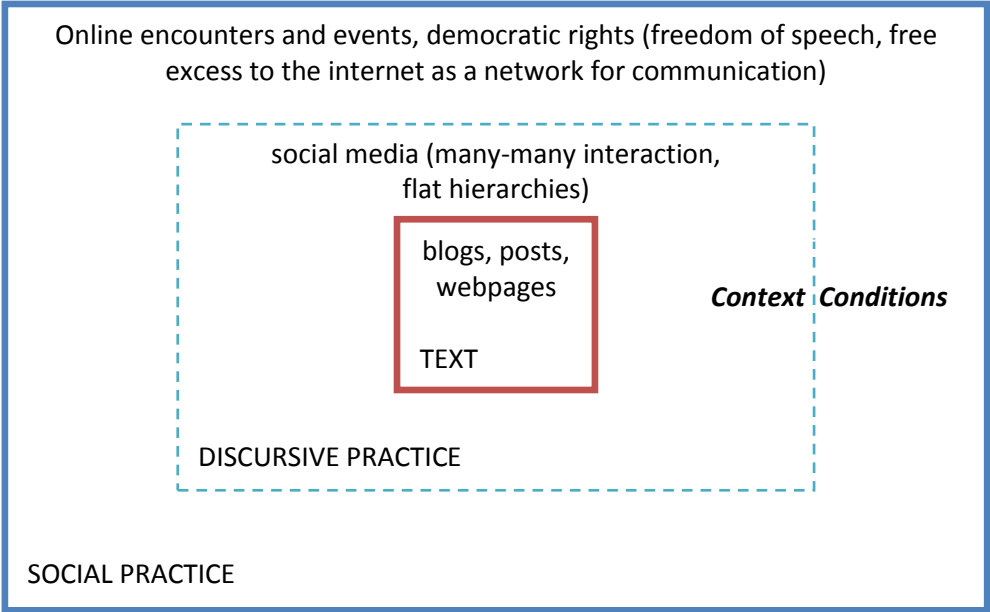 Online encounters and events, democratic rights (freedom of speech, free
excess to the internet as a network for communication)
social media (many-many interaction,
flat hierarchies)
blogs, posts,
webpages
Context Conditions
TEXT
DISCURSIVE PRACTICE
SOCIAL PRACTICE